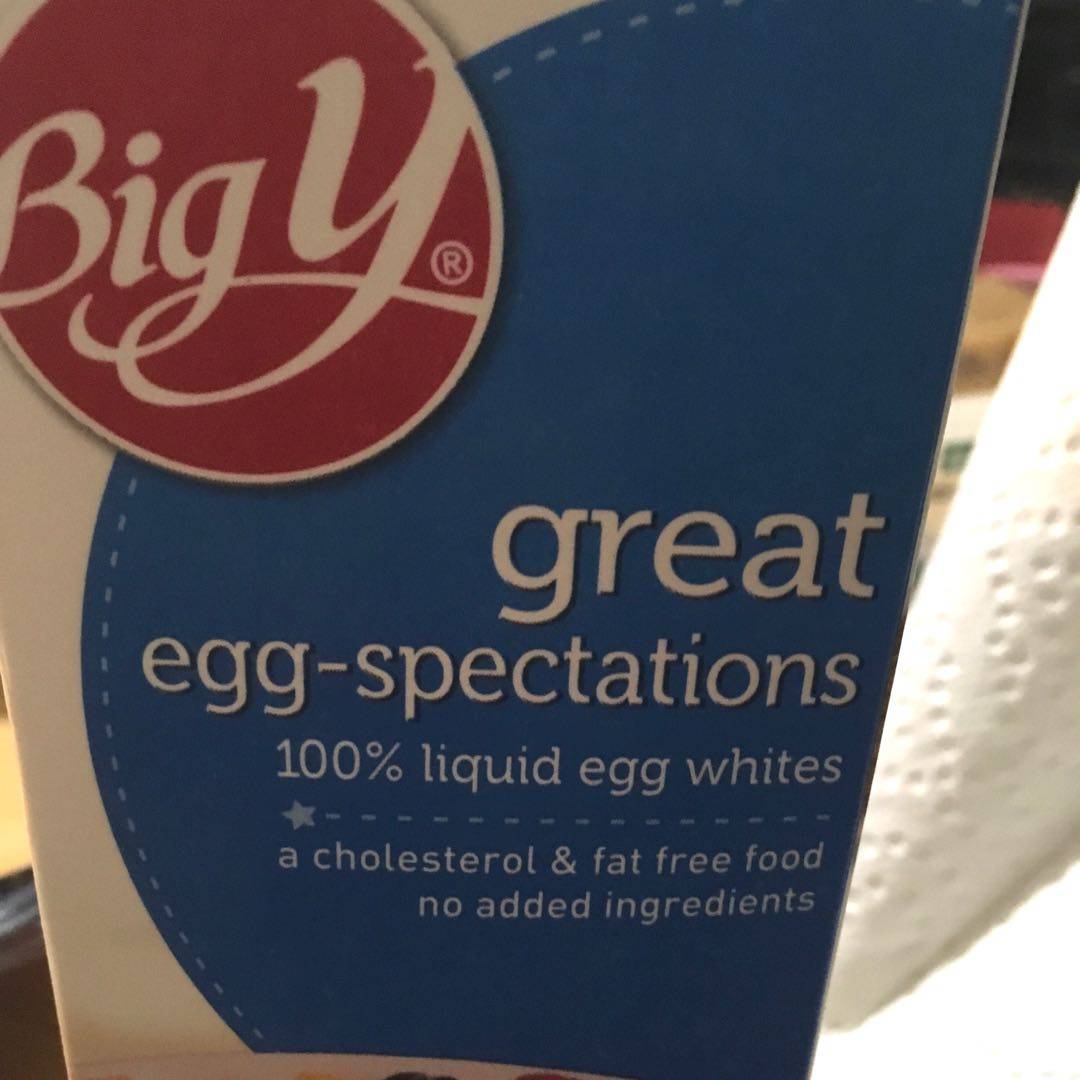 Big Y®
great
egg-spectations
100% liquid egg whites
a cholesterol & fat free food
no added ingredients